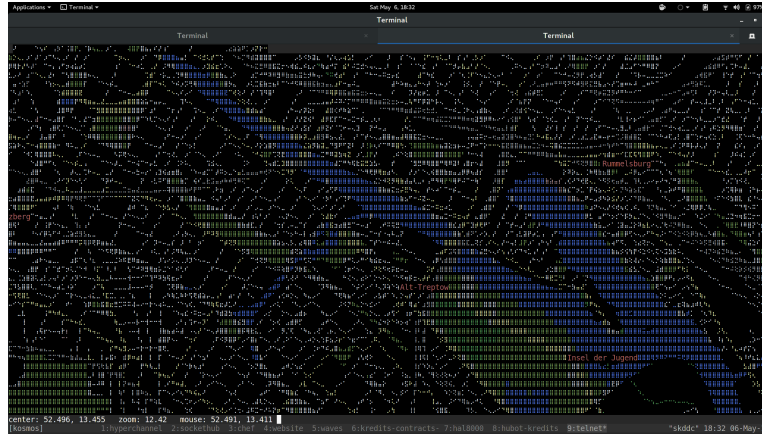 Applications Terminal Sat May 6, 18:32 97%
Terminal
Terminal Terminal
Rummelsburg
zberg
Alt-Treptow
Insel der Jugend
center: 52.496, 13.455 zoom: 12.42 mouse: 52.491, 13.411
[kosmos] 1:hyperchannel 2:sockethub 3:chef 4:website 5:waves 6:kredits-contracts- 7:hal8000 8:hubot-kredits 9:telnet* "skddc" 18:32 06-May-